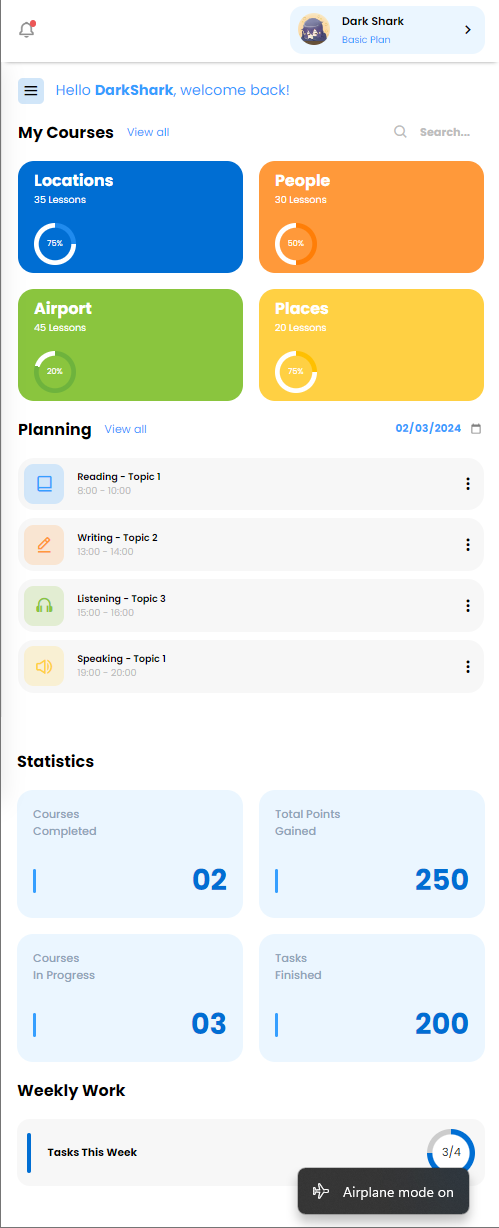 Dark Shark
Basic Plan
Hello DarkShark, welcome back!
My Courses View all Search...
Locations
35 Lessons
75%
People
30 Lessons
50%
Airport
45 Lessons
20%
Places
20 Lessons
75%
Planning View all 02/03/2024
Reading - Topic 1
8:00 - 10:00
Writing - Topic 2
13:00 - 14:00
Listening - Topic 3
15:00 - 16:00
Speaking - Topic 1
19:00 - 20:00
Statistics
Courses
Completed
02
Total Points
Gained
250
Courses
In Progress
03
Tasks
Finished
200
Weekly Work
Tasks This Week 3/4
Airplane mode on